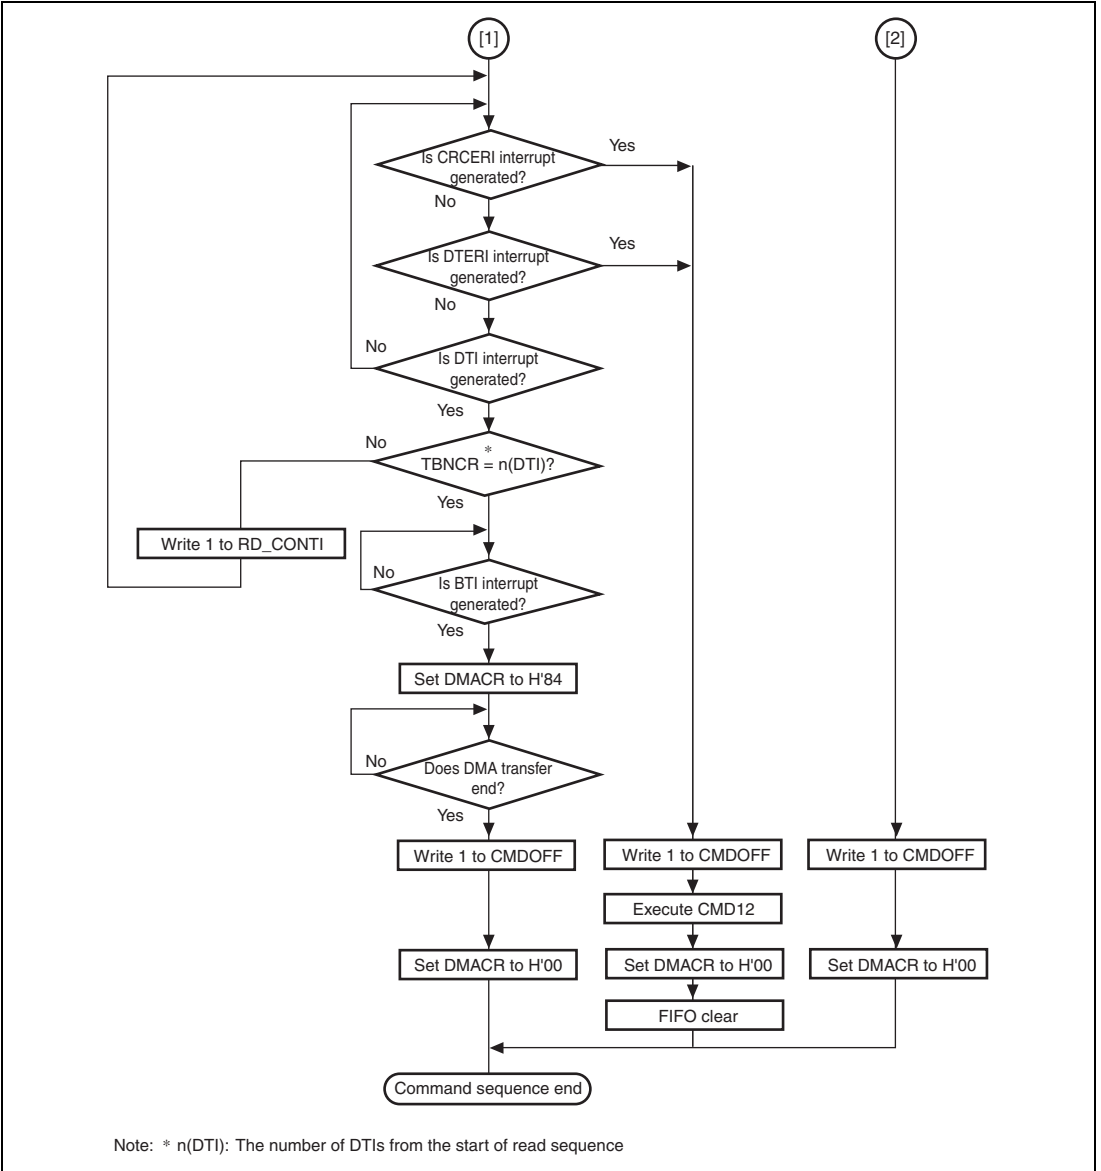 [1]
[2]
Is CRCERI interrupt
generated?
Yes
No
Is DTERI interrupt
generated?
Yes
No
Is DTI interrupt
generated?
No
Yes
*
TBNCR = n(DTI)?
No
Yes
Write 1 to RD_CONTI
Is BTI interrupt
generated?
No
Yes
Set DMACR to H'84
Does DMA transfer
end?
No
Yes
Write 1 to CMDOFF
Write 1 to CMDOFF
Write 1 to CMDOFF
Execute CMD12
Set DMACR to H'00
Set DMACR to H'00
Set DMACR to H'00
FIFO clear
Command sequence end
Note: * n(DTI): The number of DTIs from the start of read sequence